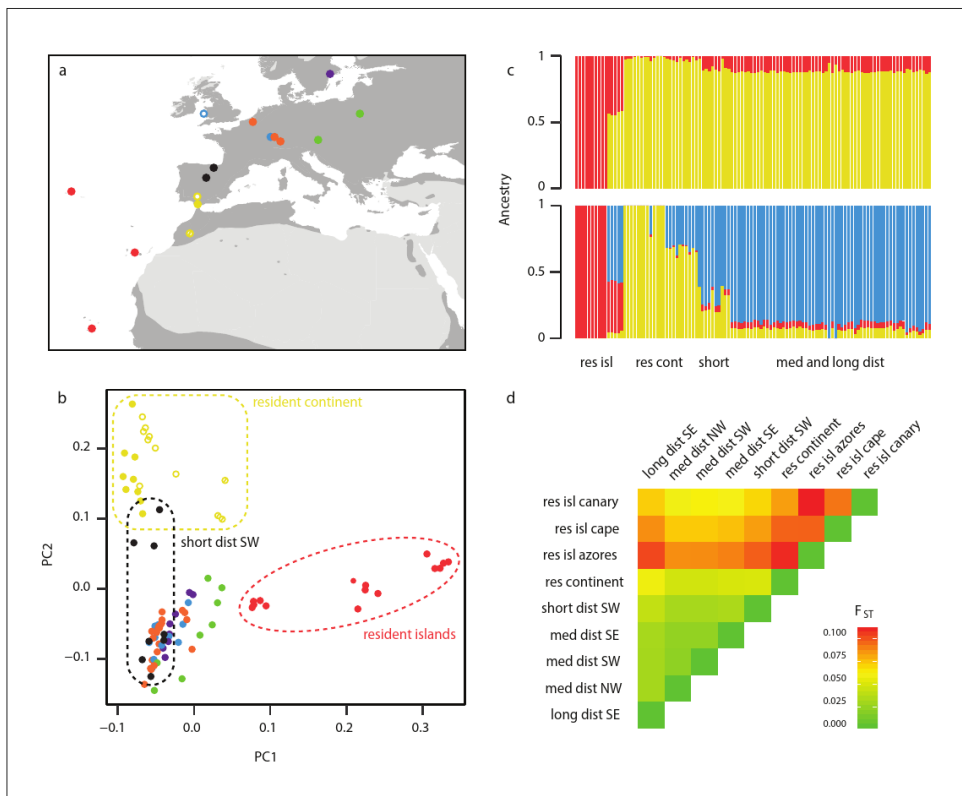 a
c
1
0.5
0
Ancestry
1
0.5
0
res isl
res cont
short
med and long dist
b
resident continent
short dist SW
resident islands
PC2
0.2
0.1
0.0
−0.1
−0.1
0.0
0.1
0.2
0.3
PC1
d
long dist SE
med dist NW
med dist SW
med dist SE
short dist SW
res continent
res isl azores
res isl cape
res isl canary
res isl canary
res isl cape
res isl azores
res continent
short dist SW
med dist SE
med dist SW
med dist NW
long dist SE
FST
0.100
0.075
0.050
0.025
0.000